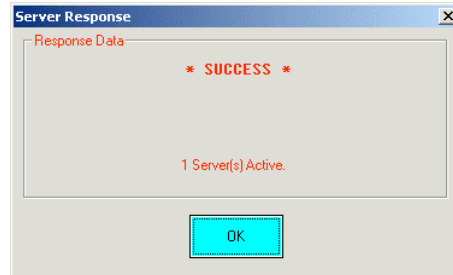 Server Response
Response Data
* SUCCESS *
1 Server(s) Active.
OK